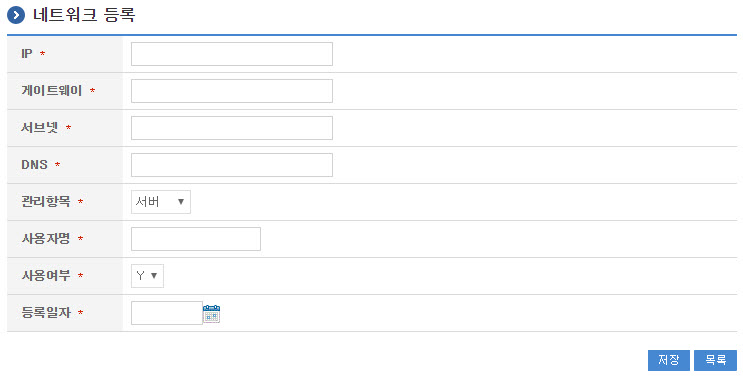 네트워크 등록
IP *
게이트웨이 *
서브넷 *
DNS *
관리항목 * 서버
사용자명 *
사용여부 * Y
등록일자 *
저장 목록